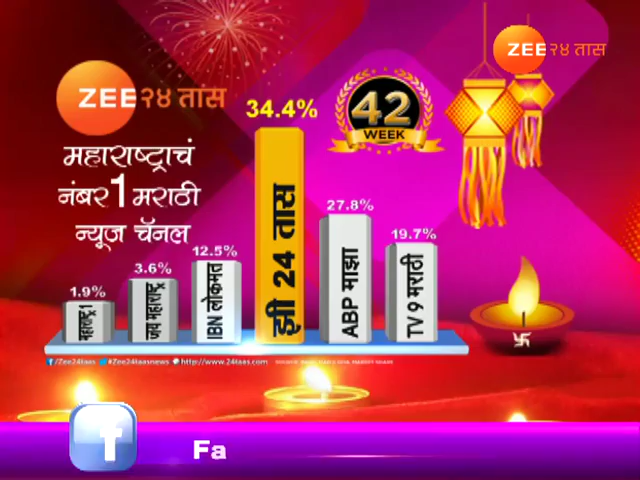 ZEE २४ तास
ZEE २४ तांस
34.4%
42
WEEK
महाराष्ट्राचं
नंबर 1 मराठी
न्यूज चॅनल
27.8%
19.7%
12.5%
3.6%
1.9%
महाराष्ट्र 1
जय महाराष्ट्र
IBN लोकमत
झी 24 तास
ABP माझा
TV 9 मराठी
/Zee24taas #Zee24taasnews http://www.24taas.com
f Fa